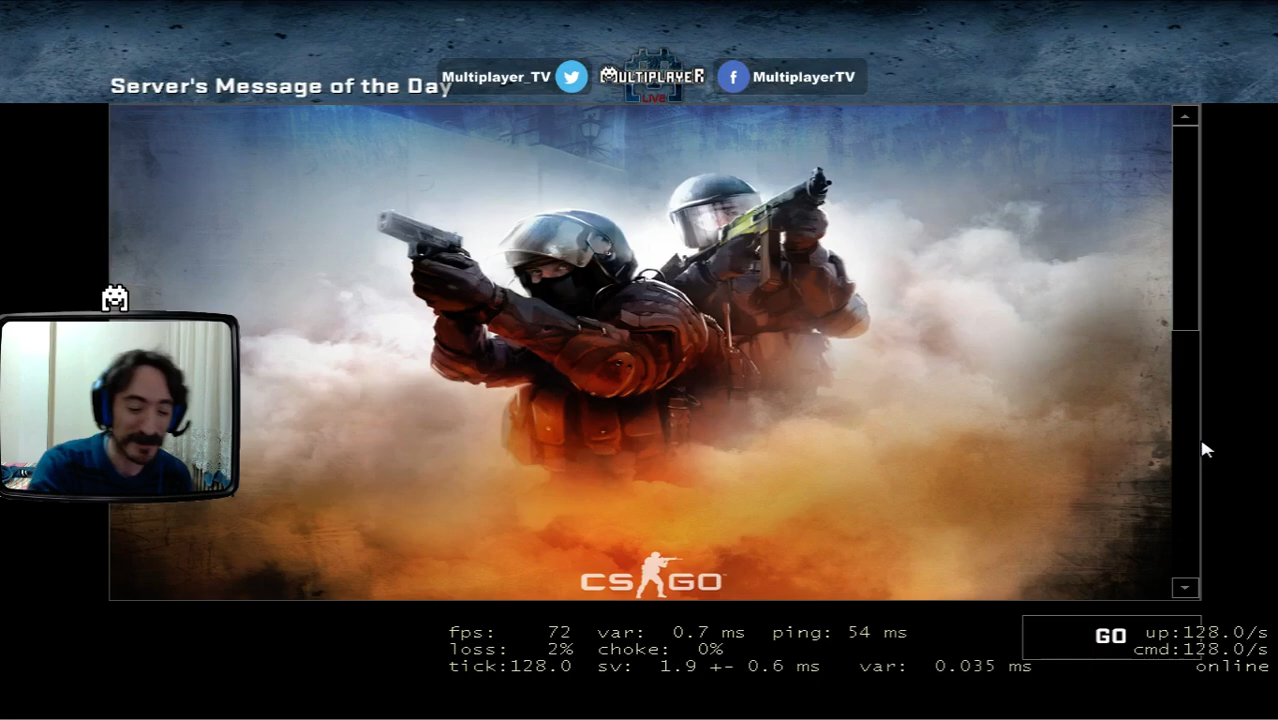 Multiplayer_TV MULTIPLAYER MultiplayerTV
LIVE
Server's Message of the Day
CS GO
fps: 72 var: 0.7 ms ping: 54 ms
loss: 2% choke: 0%
tick:128.0 sv: 1.9 +- 0.6 ms var: 0.035 ms
GO
up:128.0/s
cmd:128.0/s
online